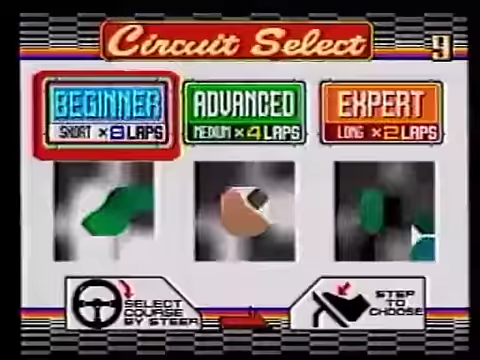 Circuit Select
9
BEGINNER
SHORT ×8 LAPS
ADVANCED
MEDIUM ×4 LAPS
EXPERT
LONG ×2 LAPS
SELECT
COURSE
BY STEER
STEP
TO
CHOOSE